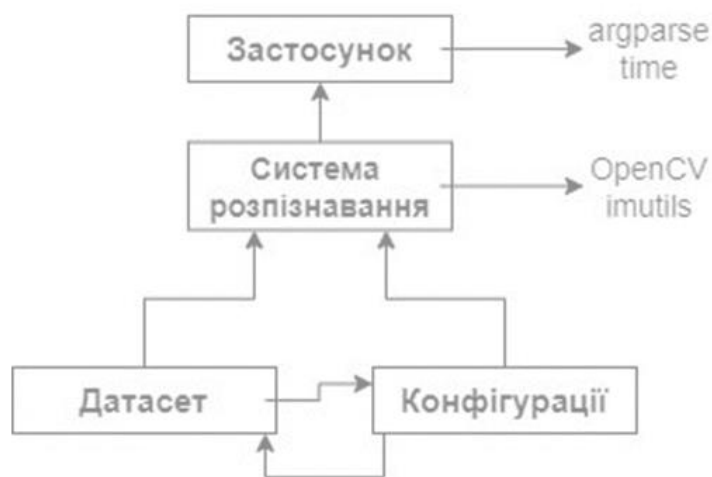 Застосунок
argparse
time
Система
розпізнавання
OpenCV
imutils
Датасет
Конфігурації